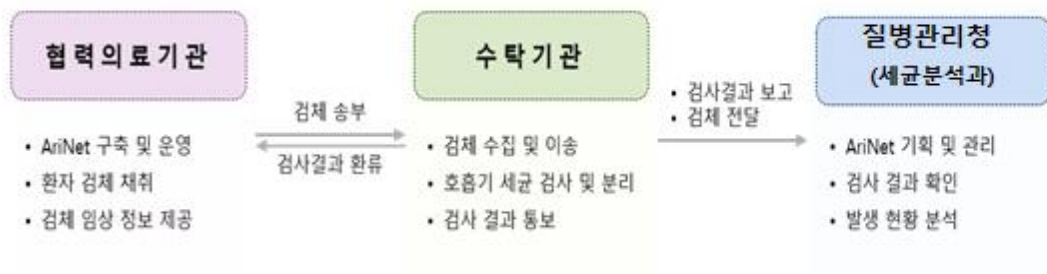 협력의료기관
• AriNet 구축 및 운영
• 환자 검체 채취
• 검체 임상 정보 제공
검체 송부
검사결과 환류
수탁기관
• 검체 수집 및 이송
• 호흡기 세균 검사 및 분리
• 검사 결과 통보
• 검사결과 보고
• 검체 전달
질병관리청
(세균분석과)
• AriNet 기획 및 관리
• 검사 결과 확인
• 발생 현황 분석